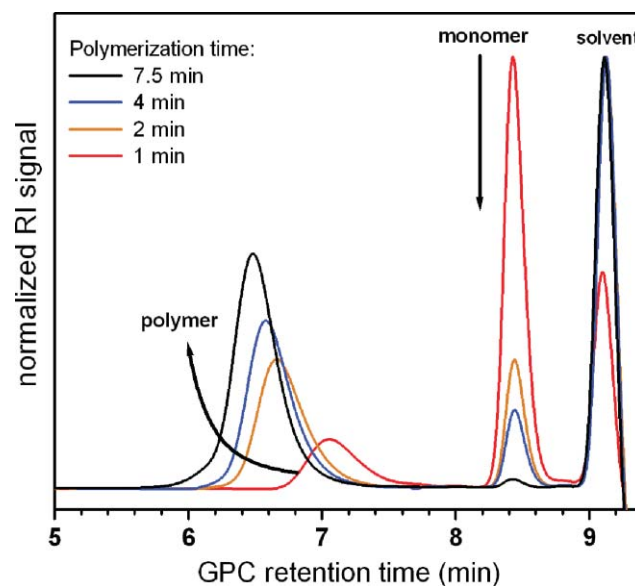 Polymerization time:
7.5 min
4 min
2 min
1 min
monomer
solvent
polymer
normalized RI signal
5
6
7
8
9
GPC retention time (min)